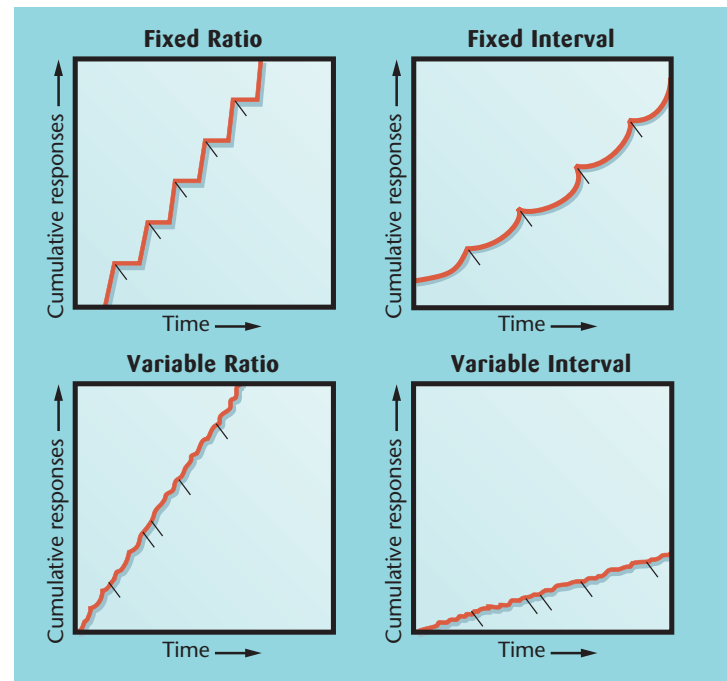 Fixed Ratio
Cumulative responses
Time
Fixed Interval
Cumulative responses
Time
Variable Ratio
Cumulative responses
Time
Variable Interval
Cumulative responses
Time